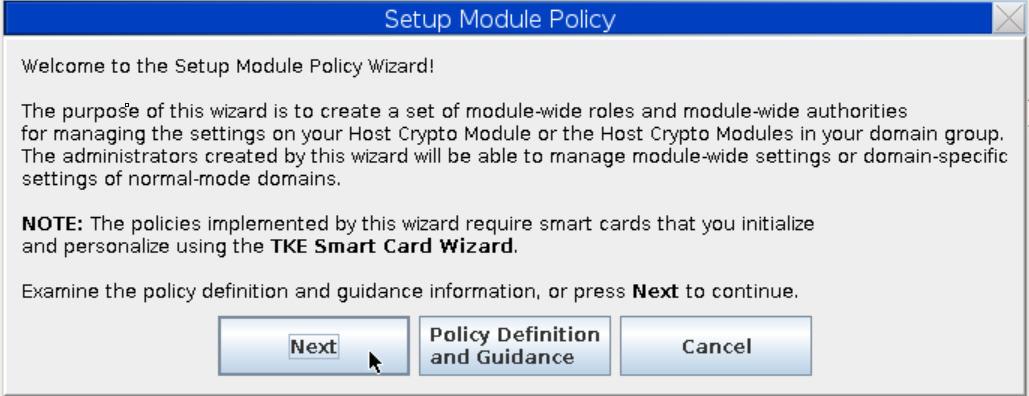 Setup Module Policy
Welcome to the Setup Module Policy Wizard!
The purpose of this wizard is to create a set of module-wide roles and module-wide authorities
for managing the settings on your Host Crypto Module or the Host Crypto Modules in your domain group.
The administrators created by this wizard will be able to manage module-wide settings or domain-specific
settings of normal-mode domains.
NOTE: The policies implemented by this wizard require smart cards that you initialize
and personalize using the TKE Smart Card Wizard.
Examine the policy definition and guidance information, or press Next to continue.
Next
Policy Definition
and Guidance
Cancel